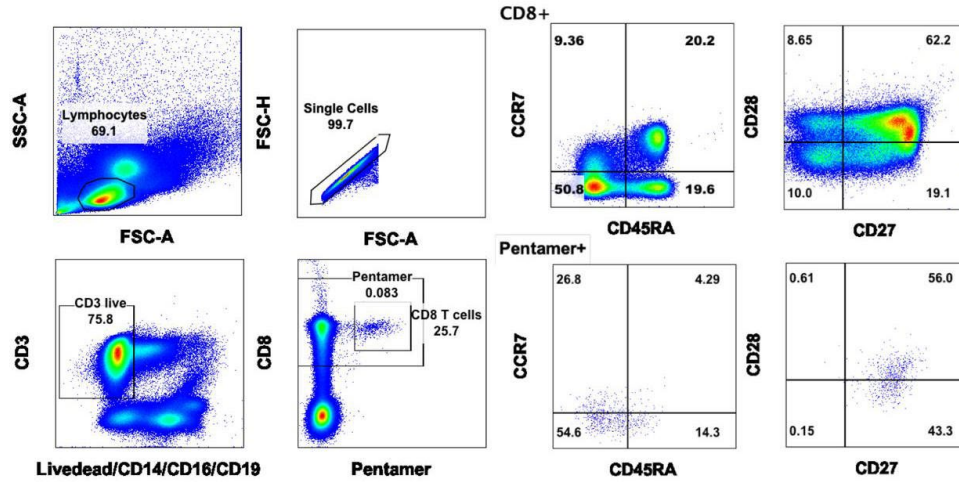 SSC-A
Lymphocytes
69.1
FSC-A
FSC-H
Single Cells
99.7
FSC-A
CD8+
CCR7
9.36
20.2
50.8
19.6
CD45RA
CD28
8.65
62.2
10.0
19.1
CD27
CD3
CD3 live
75.8
Livedead/CD14/CD16/CD19
CD8
Pentamer
0.083
CD8 T cells
25.7
Pentamer
Pentamer+
CCR7
26.8
4.29
54.6
14.3
CD45RA
CD28
0.61
56.0
0.15
43.3
CD27